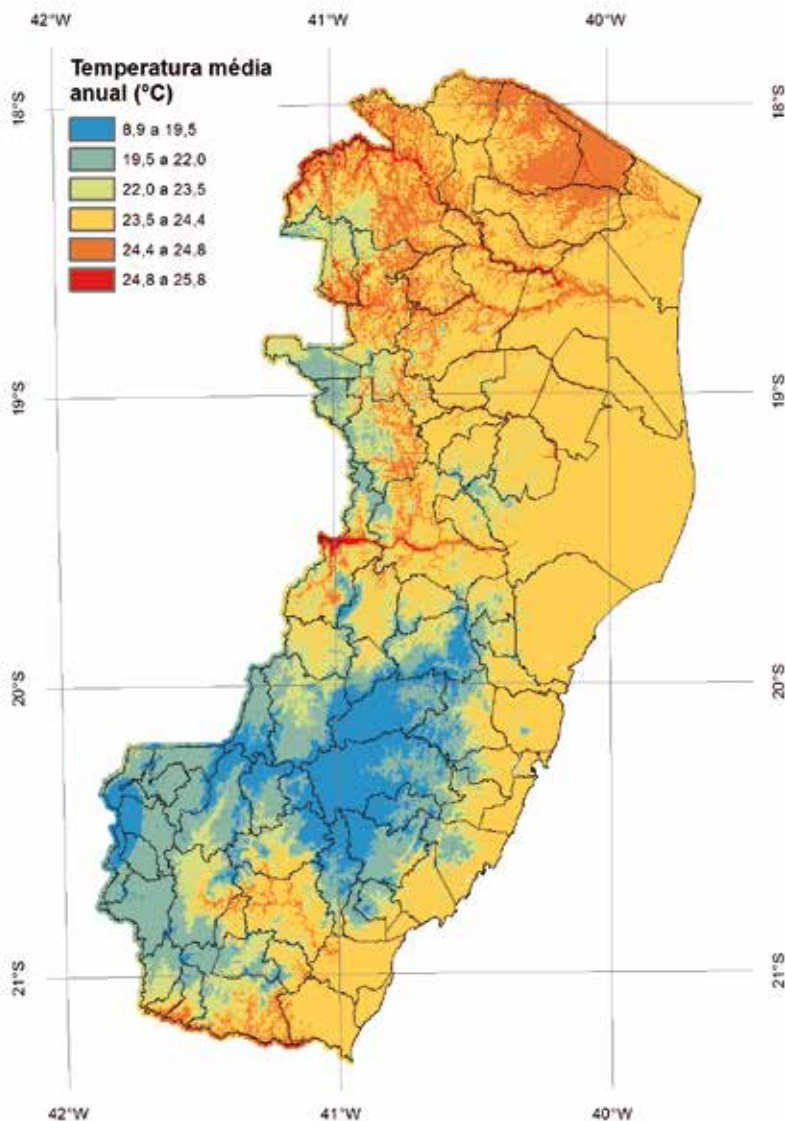 42°W 41°W 40°W
Temperatura média
anual (°C)
8,9 a 19,5
19,5 a 22,0
22,0 a 23,5
23,5 a 24,4
24,4 a 24,8
24,8 a 25,8
18°S 18°S
19°S 19°S
20°S 20°S
21°S 21°S
42°W 41°W 40°W